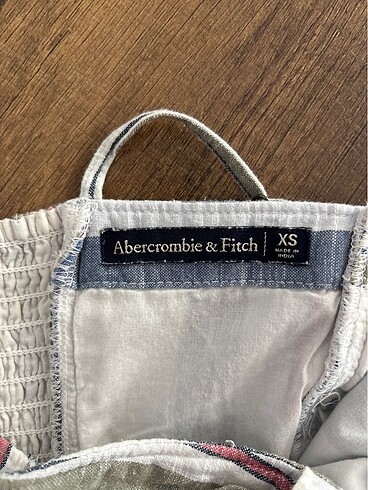 Abercrombie & Fitch XS
MADE IN
INDIA